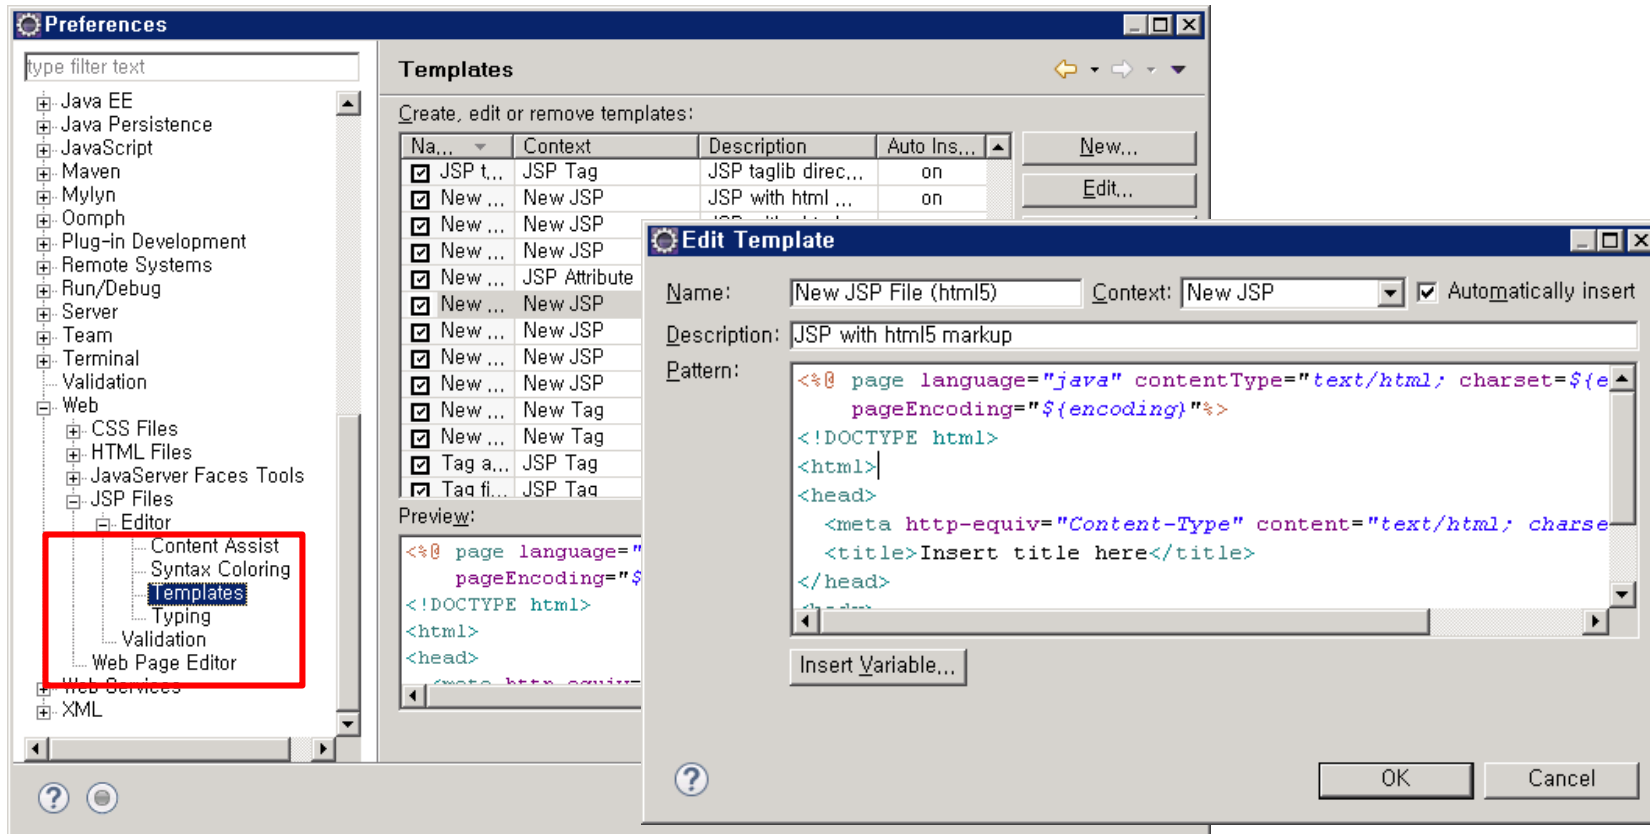 Preferences
type filter text
Java EE
Java Persistence
JavaScript
Maven
Mylyn
Oomph
Plug-in Development
Remote Systems
Run/Debug
Server
Team
Terminal
Validation
Web
CSS Files
HTML Files
JavaServer Faces Tools
JSP Files
Editor
Content Assist
Syntax Coloring
Templates
Typing
Validation
Web Page Editor
Web Services
XML
Templates
Create, edit or remove templates:
Na... Context Description Auto Ins...
JSP t... JSP Tag JSP taglib direc... on
New ... New JSP JSP with html ... on
New ... New JSP
New ... New JSP
New ... JSP Attribute
New ... New JSP
New ... New JSP
New ... New JSP
New ... New JSP
New ... New Tag
New ... New Tag
Tag a... JSP Tag
Tag fi... JSP Tag
New...
Edit...
Preview:
<%@ page language="
pageEncoding="$
<!DOCTYPE html>
<html>
<head>
<meta http-equiv=
Edit Template
Name: New JSP File (html5) Context: New JSP Automatically insert
Description: JSP with html5 markup
Pattern:
<%@ page language="java" contentType="text/html; charset=${e
pageEncoding="${encoding}"%>
<!DOCTYPE html>
<html>
<head>
<meta http-equiv="Content-Type" content="text/html; charse
<title>Insert title here</title>
</head>
Insert Variable...
OK Cancel